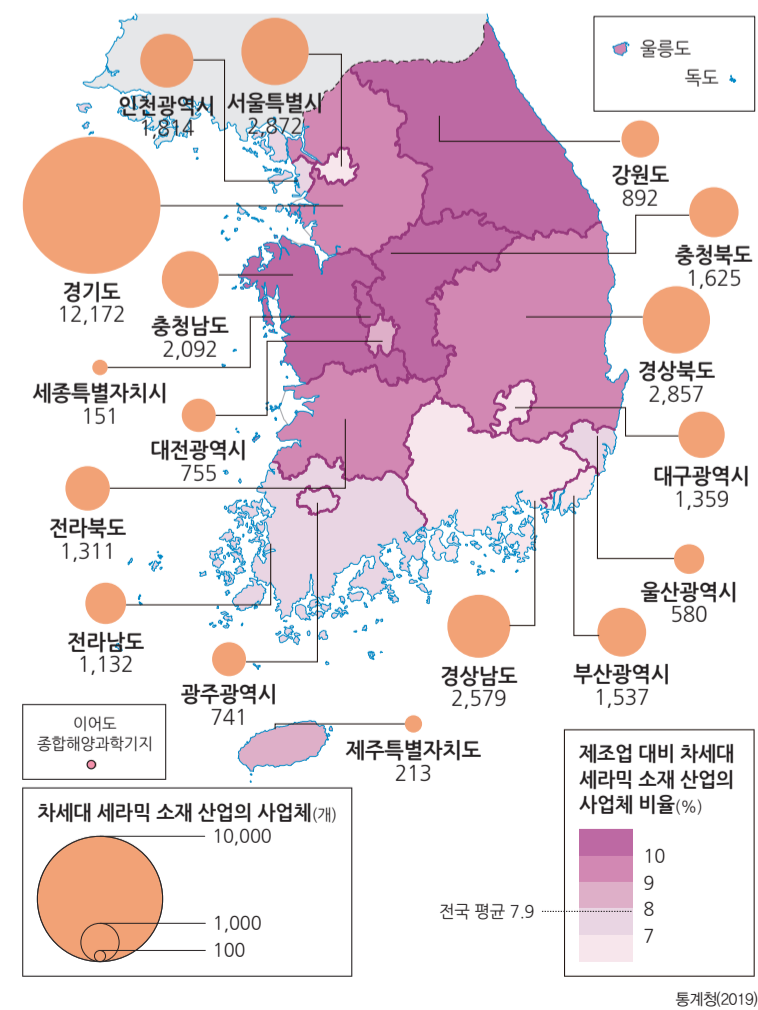 울릉도
독도
인천광역시
1,814
서울특별시
2,872
강원도
892
충청북도
1,625
경기도
12,172
충청남도
2,092
경상북도
2,857
세종특별자치시
151
대전광역시
755
대구광역시
1,359
전라북도
1,311
울산광역시
580
전라남도
1,132
광주광역시
741
경상남도
2,579
부산광역시
1,537
제주특별자치도
213
이어도
종합해양과학기지
차세대 세라믹 소재 산업의 사업체(개)
10,000
1,000
100
제조업 대비 차세대
세라믹 소재 산업의
사업체 비율(%)
10
9
8
전국 평균 7.9
7
통계청(2019)